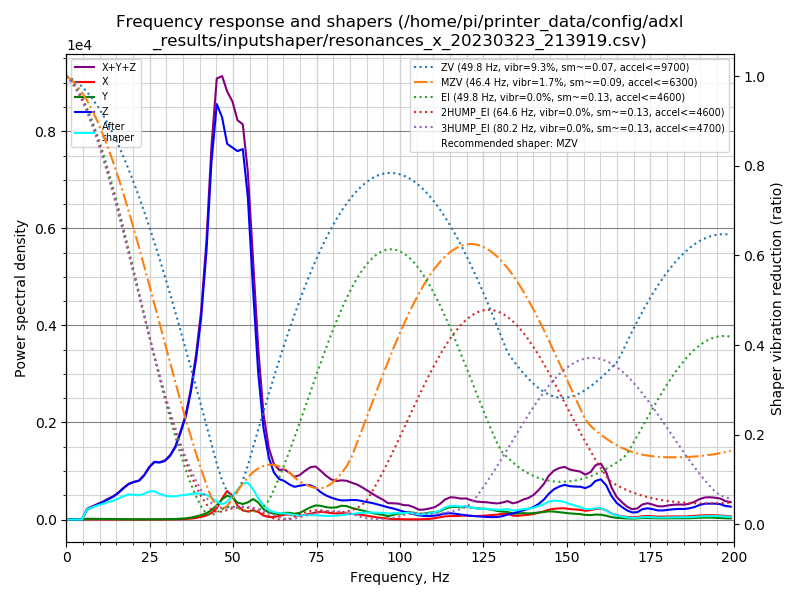 Frequency response and shapers (/home/pi/printer_data/config/adxl
_results/inputshaper/resonances_x_20230323_213919.csv)
1e4
X+Y+Z
X
Y
Z
After
shaper
ZV (49.8 Hz, vibr=9.3%, sm~=0.07, accel<=9700)
MZV (46.4 Hz, vibr=1.7%, sm~=0.09, accel<=6300)
EI (49.8 Hz, vibr=0.0%, sm~=0.13, accel<=4600)
2HUMP_EI (64.6 Hz, vibr=0.0%, sm~=0.13, accel<=4600)
3HUMP_EI (80.2 Hz, vibr=0.0%, sm~=0.13, accel<=4700)
Recommended shaper: MZV
Power spectral density
0.8
0.6
0.4
0.2
0.0
1.0
0.8
0.6
0.4
0.2
0.0
Shaper vibration reduction (ratio)
0 25 50 75 100 125 150 175 200
Frequency, Hz